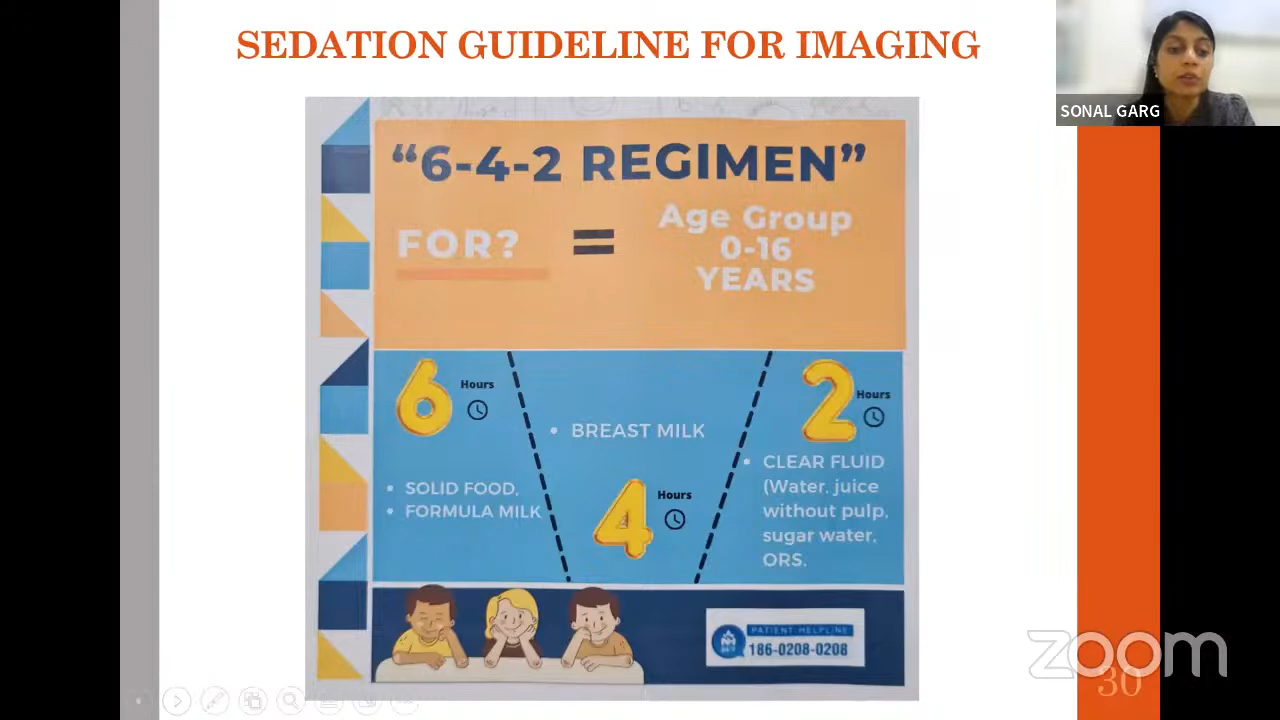 SEDATION GUIDELINE FOR IMAGING
SONAL GARG
“6-4-2 REGIMEN”
FOR?
=
Age Group
0-16
YEARS
6 Hours
• SOLID FOOD,
• FORMULA MILK
• BREAST MILK
4 Hours
2 Hours
• CLEAR FLUID
(Water, juice
without pulp,
sugar water,
ORS.
PATIENT HELPLINE
186-0208-0208
zoom
30